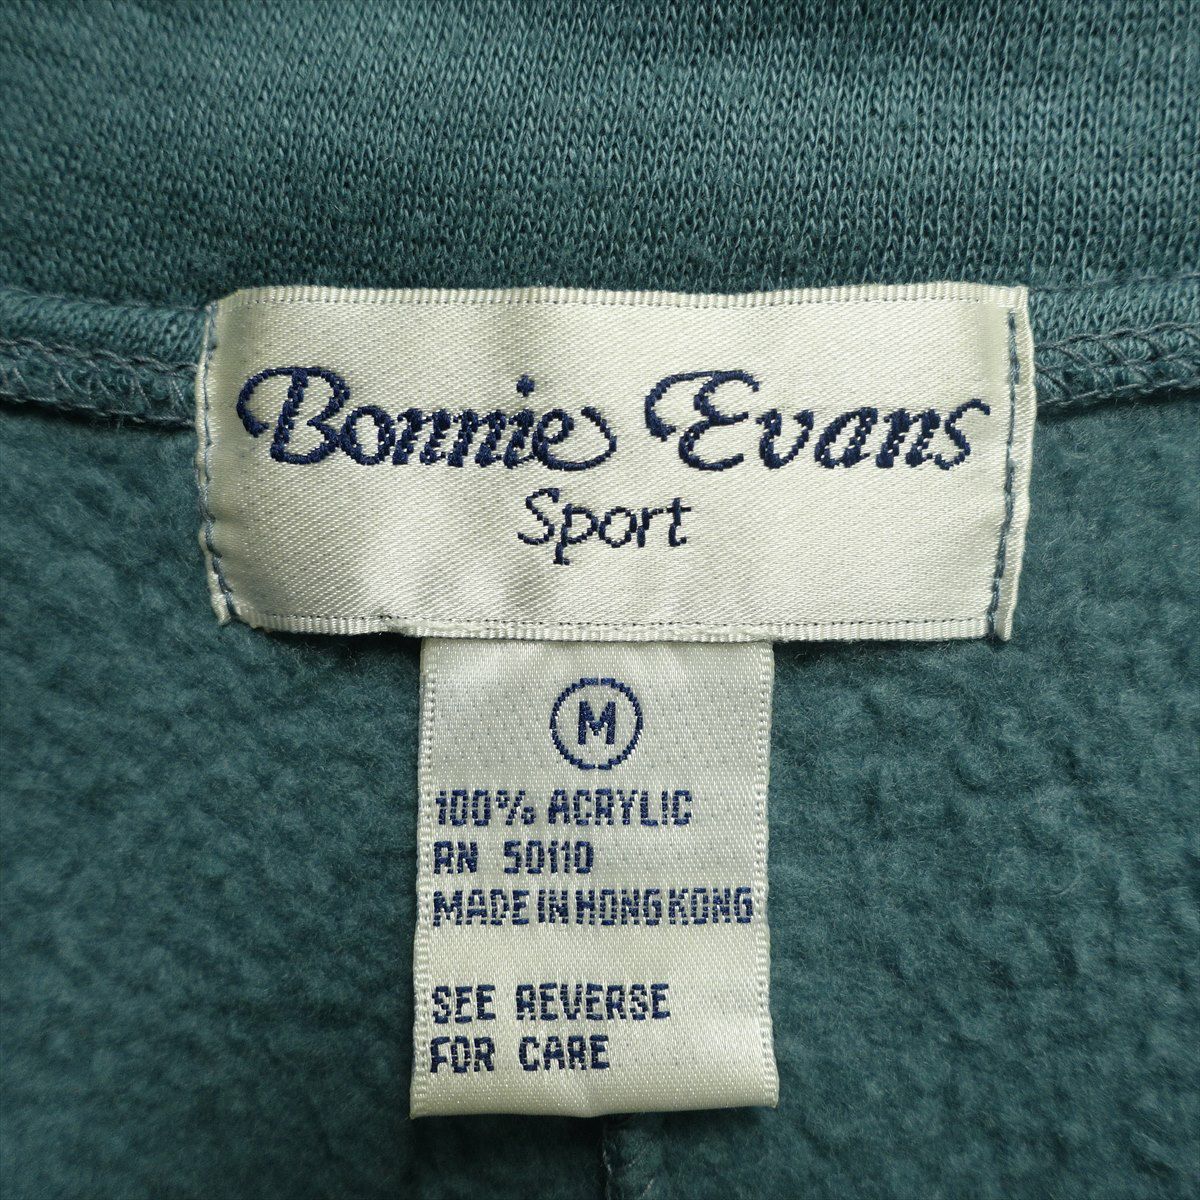 Bonnie Evans
Sport
M
100% ACRYLIC
RN 50110
MADE IN HONG KONG
SEE REVERSE
FOR CARE